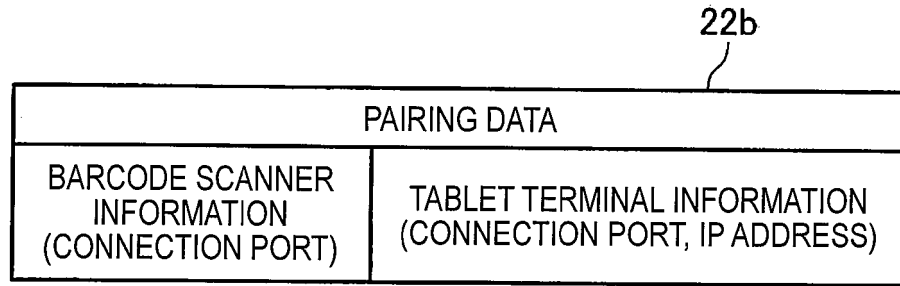 22b
PAIRING DATA
BARCODE SCANNER
INFORMATION
(CONNECTION PORT)
TABLET TERMINAL INFORMATION
(CONNECTION PORT, IP ADDRESS)